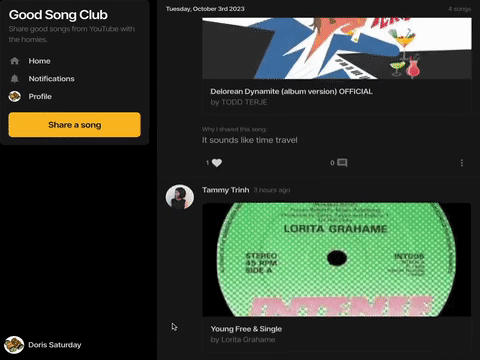 Good Song Club
Share good songs from YouTube with
the homies.
Home
Notifications
Profile
Share a song
Doris Saturday
Tuesday, October 3rd 2023
4 songs
Delorean Dynamite (album version) OFFICIAL
by TODD TERJE
Why I shared this song:
It sounds like time travel
1
0
Tammy Trinh 3 hours ago
LORITA GRAHAME
STEREO
45 RPM
SIDE A
INT006
Young Free & Single
by Lorita Grahame